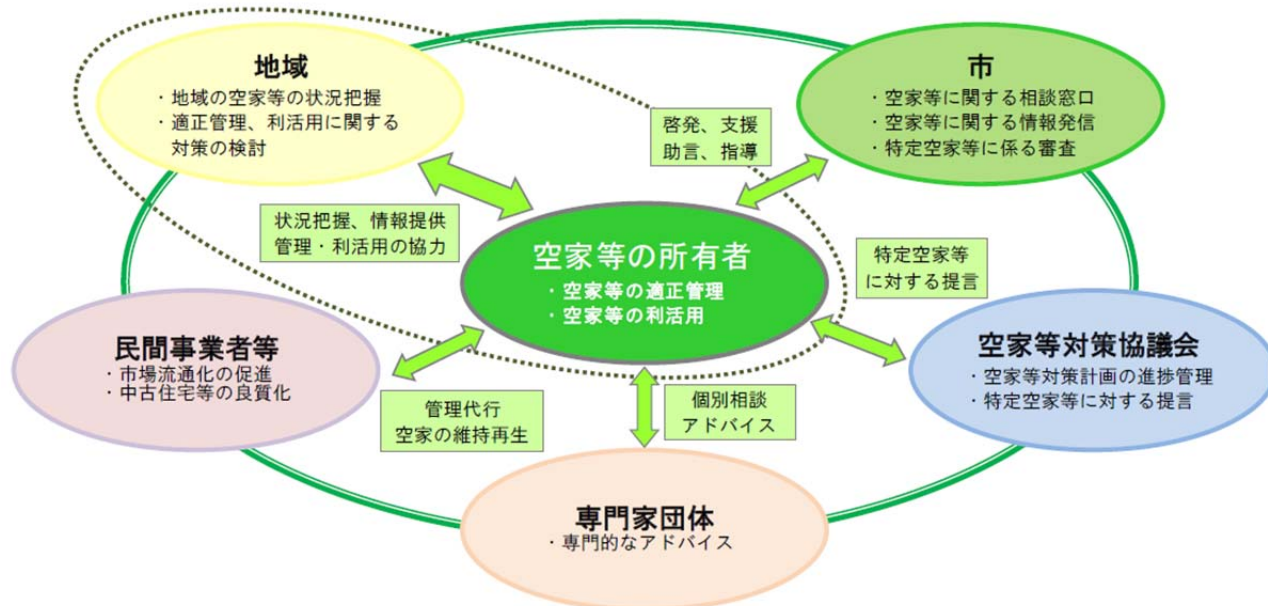 地域
・地域の空家等の状況把握
・適正管理、利活用に関する
対策の検討
市
・空家等に関する相談窓口
・空家等に関する情報発信
・特定空家等に係る審査
啓発、支援
助言、指導
状況把握、情報提供
管理・利活用の協力
空家等の所有者
・空家等の適正管理
・空家等の利活用
特定空家等
に対する提言
民間事業者等
・市場流通化の促進
・中古住宅等の良質化
空家等対策協議会
・空家等対策計画の進捗管理
・特定空家等に対する提言
管理代行
空家の維持再生
個別相談
アドバイス
専門家団体
・専門的なアドバイス